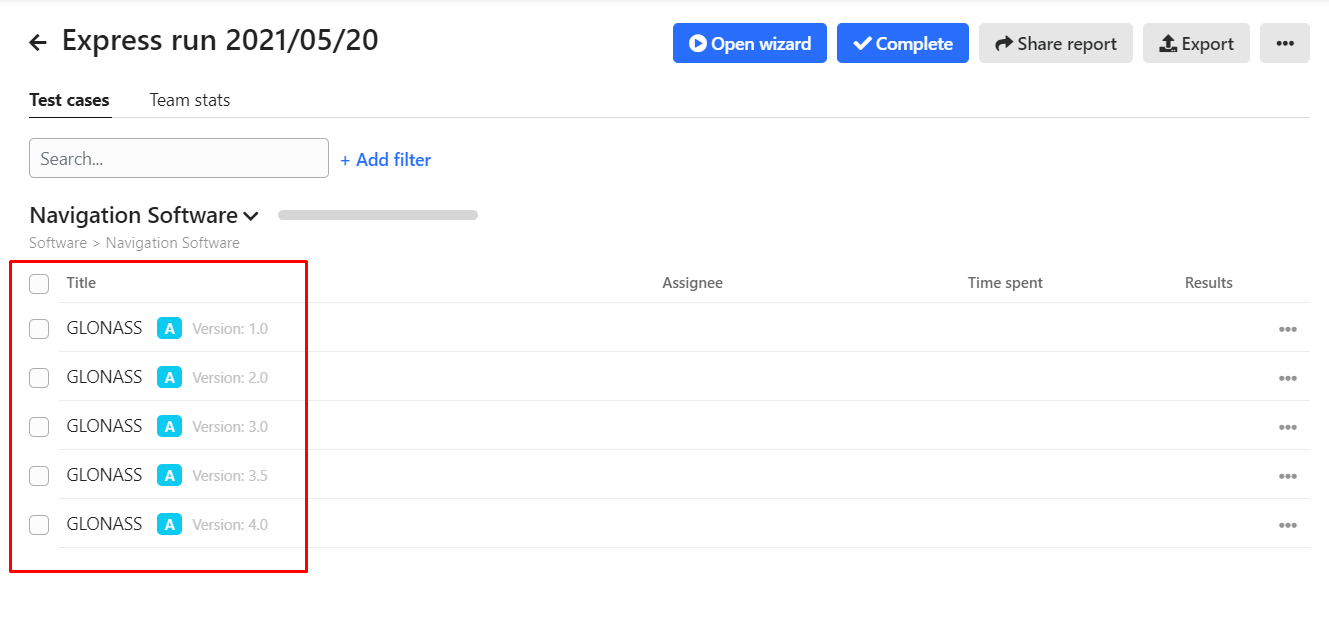 Express run 2021/05/20
Open wizard
Complete
Share report
Export
Test cases
Team stats
Search...
+ Add filter
Navigation Software
Software > Navigation Software
Title
Assignee
Time spent
Results
GLONASS A Version: 1.0
GLONASS A Version: 2.0
GLONASS A Version: 3.0
GLONASS A Version: 3.5
GLONASS A Version: 4.0